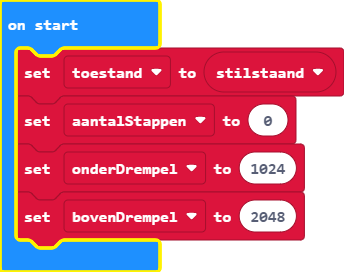 on start
set toestand to stilstaand
set aantalStappen to 0
set onderDrempel to 1024
set bovenDrempel to 2048